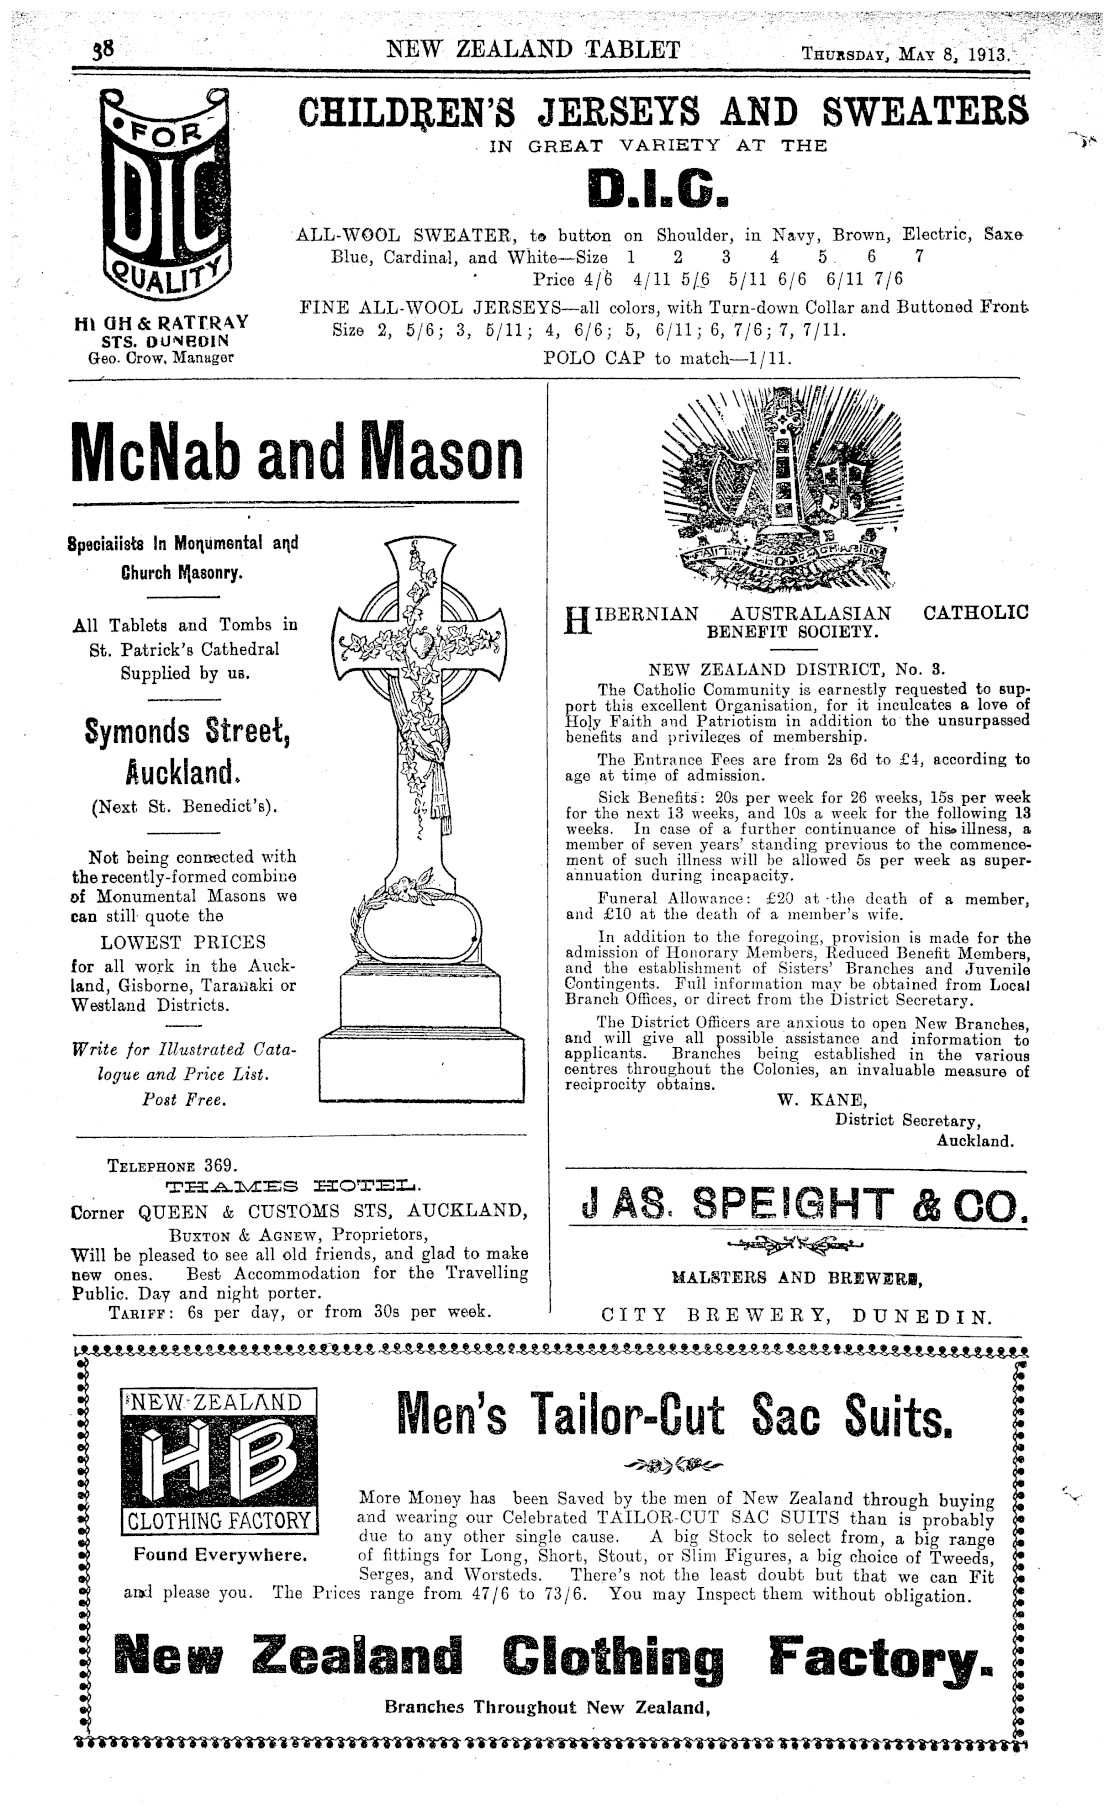 38 NEW ZEALAND TABLET THURSDAY, MAY 8, 1913.
FOR
DIC
QUALITY
HIGH & RATTRAY
STS. DUNEDIN
Geo. Crow, Manager
CHILDREN'S JERSEYS AND SWEATERS
IN GREAT VARIETY AT THE
D.I.C.
ALL-WOOL SWEATER, to button on Shoulder, in Navy, Brown, Electric, Saxe
Blue, Cardinal, and White—Size 1 2 3 4 5 6 7
Price 4/6 4/11 5/6 5/11 6/6 6/11 7/6
FINE ALL-WOOL JERSEYS—all colors, with Turn-down Collar and Buttoned Front
Size 2, 5/6; 3, 5/11; 4, 6/6; 5, 6/11; 6, 7/6; 7, 7/11.
POLO CAP to match—1/11.
McNab and Mason
Specialists In Monumental and
Church Masonry.
All Tablets and Tombs in
St. Patrick's Cathedral
Supplied by us.
Symonds Street,
Auckland.
(Next St. Benedict's).
Not being connected with
the recently-formed combine
of Monumental Masons we
can still quote the
LOWEST PRICES
for all work in the Auck-
land, Gisborne, Taranaki or
Westland Districts.
Write for Illustrated Cata-
logue and Price List.
Post Free.
TELEPHONE 369.
THAMES HOTEL.
Corner QUEEN & CUSTOMS STS, AUCKLAND,
BUXTON & AGNEW, Proprietors,
Will be pleased to see all old friends, and glad to make
new ones. Best Accommodation for the Travelling
Public. Day and night porter.
TARIFF: 6s per day, or from 30s per week.
FAITH HOPE CHARITY
HIBERNIAN AUSTRALASIAN CATHOLIC
BENEFIT SOCIETY.
NEW ZEALAND DISTRICT, No. 3.
The Catholic Community is earnestly requested to sup-
port this excellent Organisation, for it inculcates a love of
Holy Faith and Patriotism in addition to the unsurpassed
benefits and privileges of membership.
The Entrance Fees are from 2s 6d to £4, according to
age at time of admission.
Sick Benefits: 20s per week for 26 weeks, 15s per week
for the next 13 weeks, and 10s a week for the following 13
weeks. In case of a further continuance of his illness, a
member of seven years' standing previous to the commence-
ment of such illness will be allowed 5s per week as super-
annuation during incapacity.
Funeral Allowance: £20 at the death of a member,
and £10 at the death of a member's wife.
In addition to the foregoing, provision is made for the
admission of Honorary Members, Reduced Benefit Members,
and the establishment of Sisters' Branches and Juvenile
Contingents. Full information may be obtained from Local
Branch Offices, or direct from the District Secretary.
The District Officers are anxious to open New Branches,
and will give all possible assistance and information to
applicants. Branches being established in the various
centres throughout the Colonies, an invaluable measure of
reciprocity obtains.
W. KANE,
District Secretary,
Auckland.
JAS. SPEIGHT & CO.
MALSTERS AND BREWERS,
CITY BREWERY, DUNEDIN.
NEW-ZEALAND
HB
CLOTHING FACTORY
Found Everywhere.
Men's Tailor-Cut Sac Suits.
More Money has been Saved by the men of New Zealand through buying
and wearing our Celebrated TAILOR-CUT SAC SUITS than is probably
due to any other single cause. A big Stock to select from, a big range
of fittings for Long, Short, Stout, or Slim Figures, a big choice of Tweeds,
Serges, and Worsteds. There's not the least doubt but that we can Fit
and please you. The Prices range from 47/6 to 73/6. You may Inspect them without obligation.
New Zealand Clothing Factory.
Branches Throughout New Zealand,